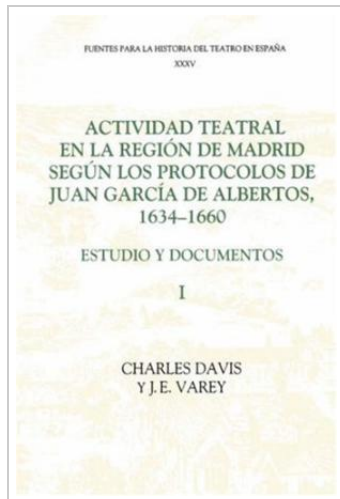 FUENTES PARA LA HISTORIA DEL TEATRO EN ESPAÑA
XXXV
ACTIVIDAD TEATRAL
EN LA REGIÓN DE MADRID
SEGÚN LOS PROTOCOLOS DE
JUAN GARCÍA DE ALBERTOS,
1634–1660
ESTUDIO Y DOCUMENTOS
I
CHARLES DAVIS
Y J. E. VAREY